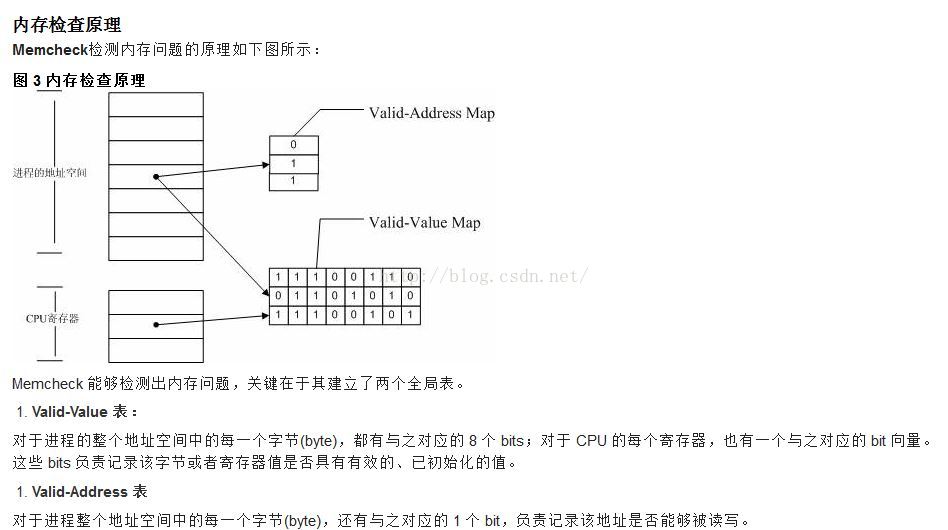 内存检查原理
Memcheck检测内存问题的原理如下图所示：
图 3 内存检查原理
Valid-Address Map
0
1
1
进程的地址空间
Valid-Value Map
http://blog.csdn.net/
1 1 1 0 0 1 1 0
0 1 1 0 1 0 1 0
1 1 1 0 0 1 0 1
CPU寄存器
Memcheck 能够检测出内存问题，关键在于其建立了两个全局表。
1. Valid-Value 表：
对于进程的整个地址空间中的每一个字节(byte)，都有与之对应的 8 个 bits；对于 CPU 的每个寄存器，也有一个与之对应的 bit 向量。
这些 bits 负责记录该字节或者寄存器值是否具有有效的、已初始化的值。
1. Valid-Address 表
对于进程整个地址空间中的每一个字节(byte)，还有与之对应的 1 个 bit，负责记录该地址是否能够被读写。